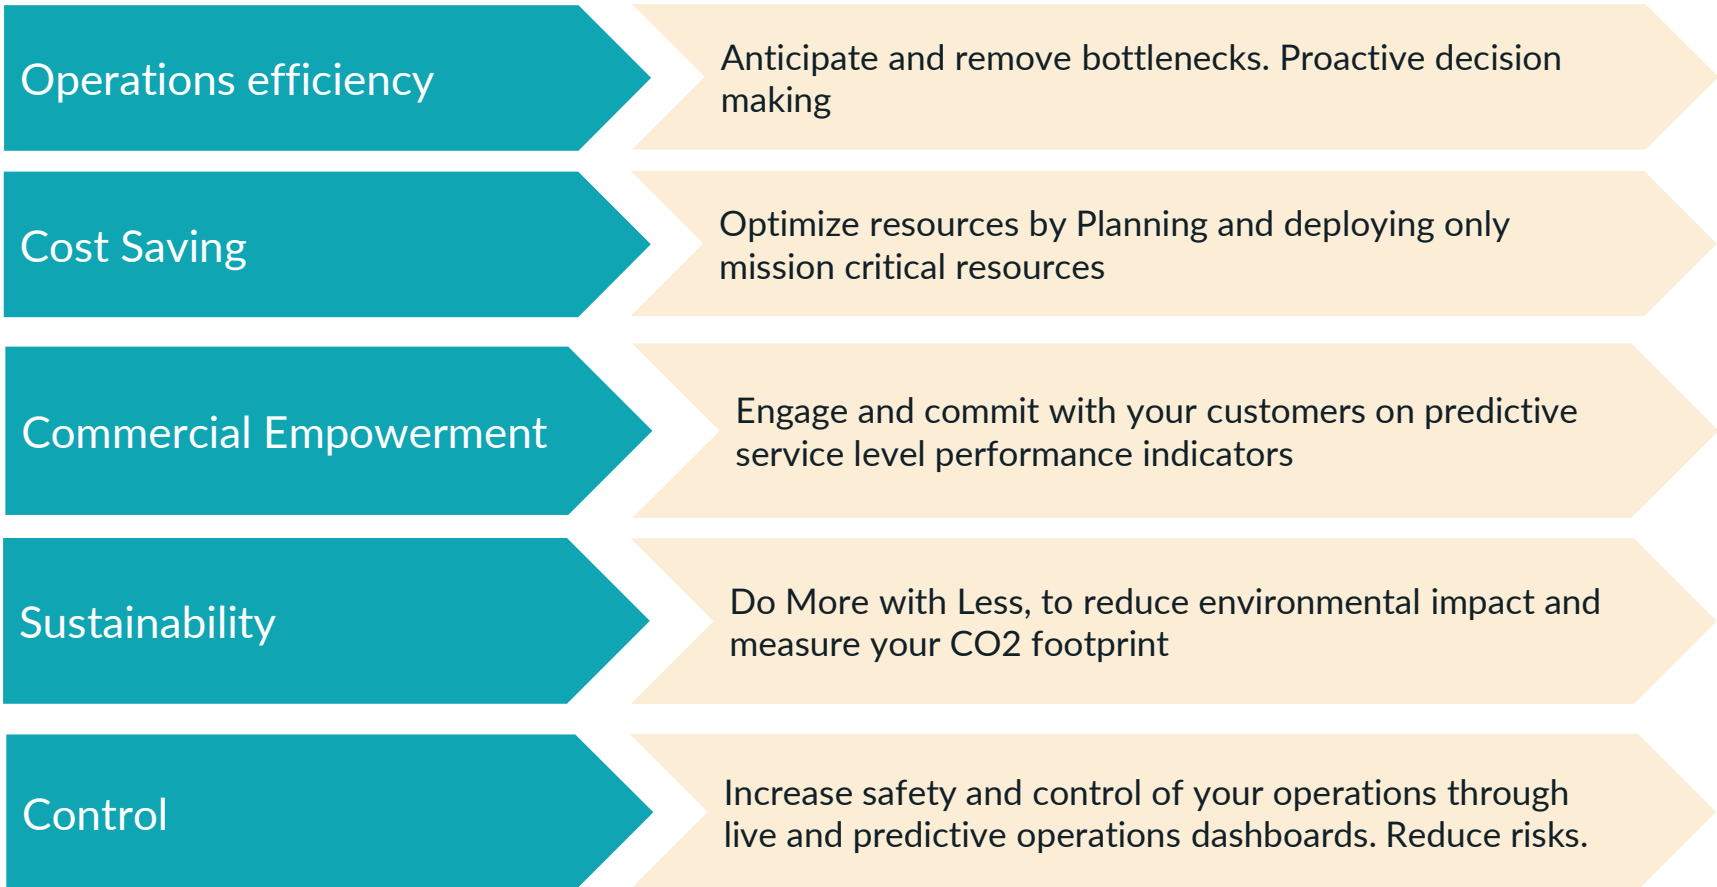 Operations efficiency
Anticipate and remove bottlenecks. Proactive decision
making
Cost Saving
Optimize resources by Planning and deploying only
mission critical resources
Commercial Empowerment
Engage and commit with your customers on predictive
service level performance indicators
Sustainability
Do More with Less, to reduce environmental impact and
measure your CO2 footprint
Control
Increase safety and control of your operations through
live and predictive operations dashboards. Reduce risks.